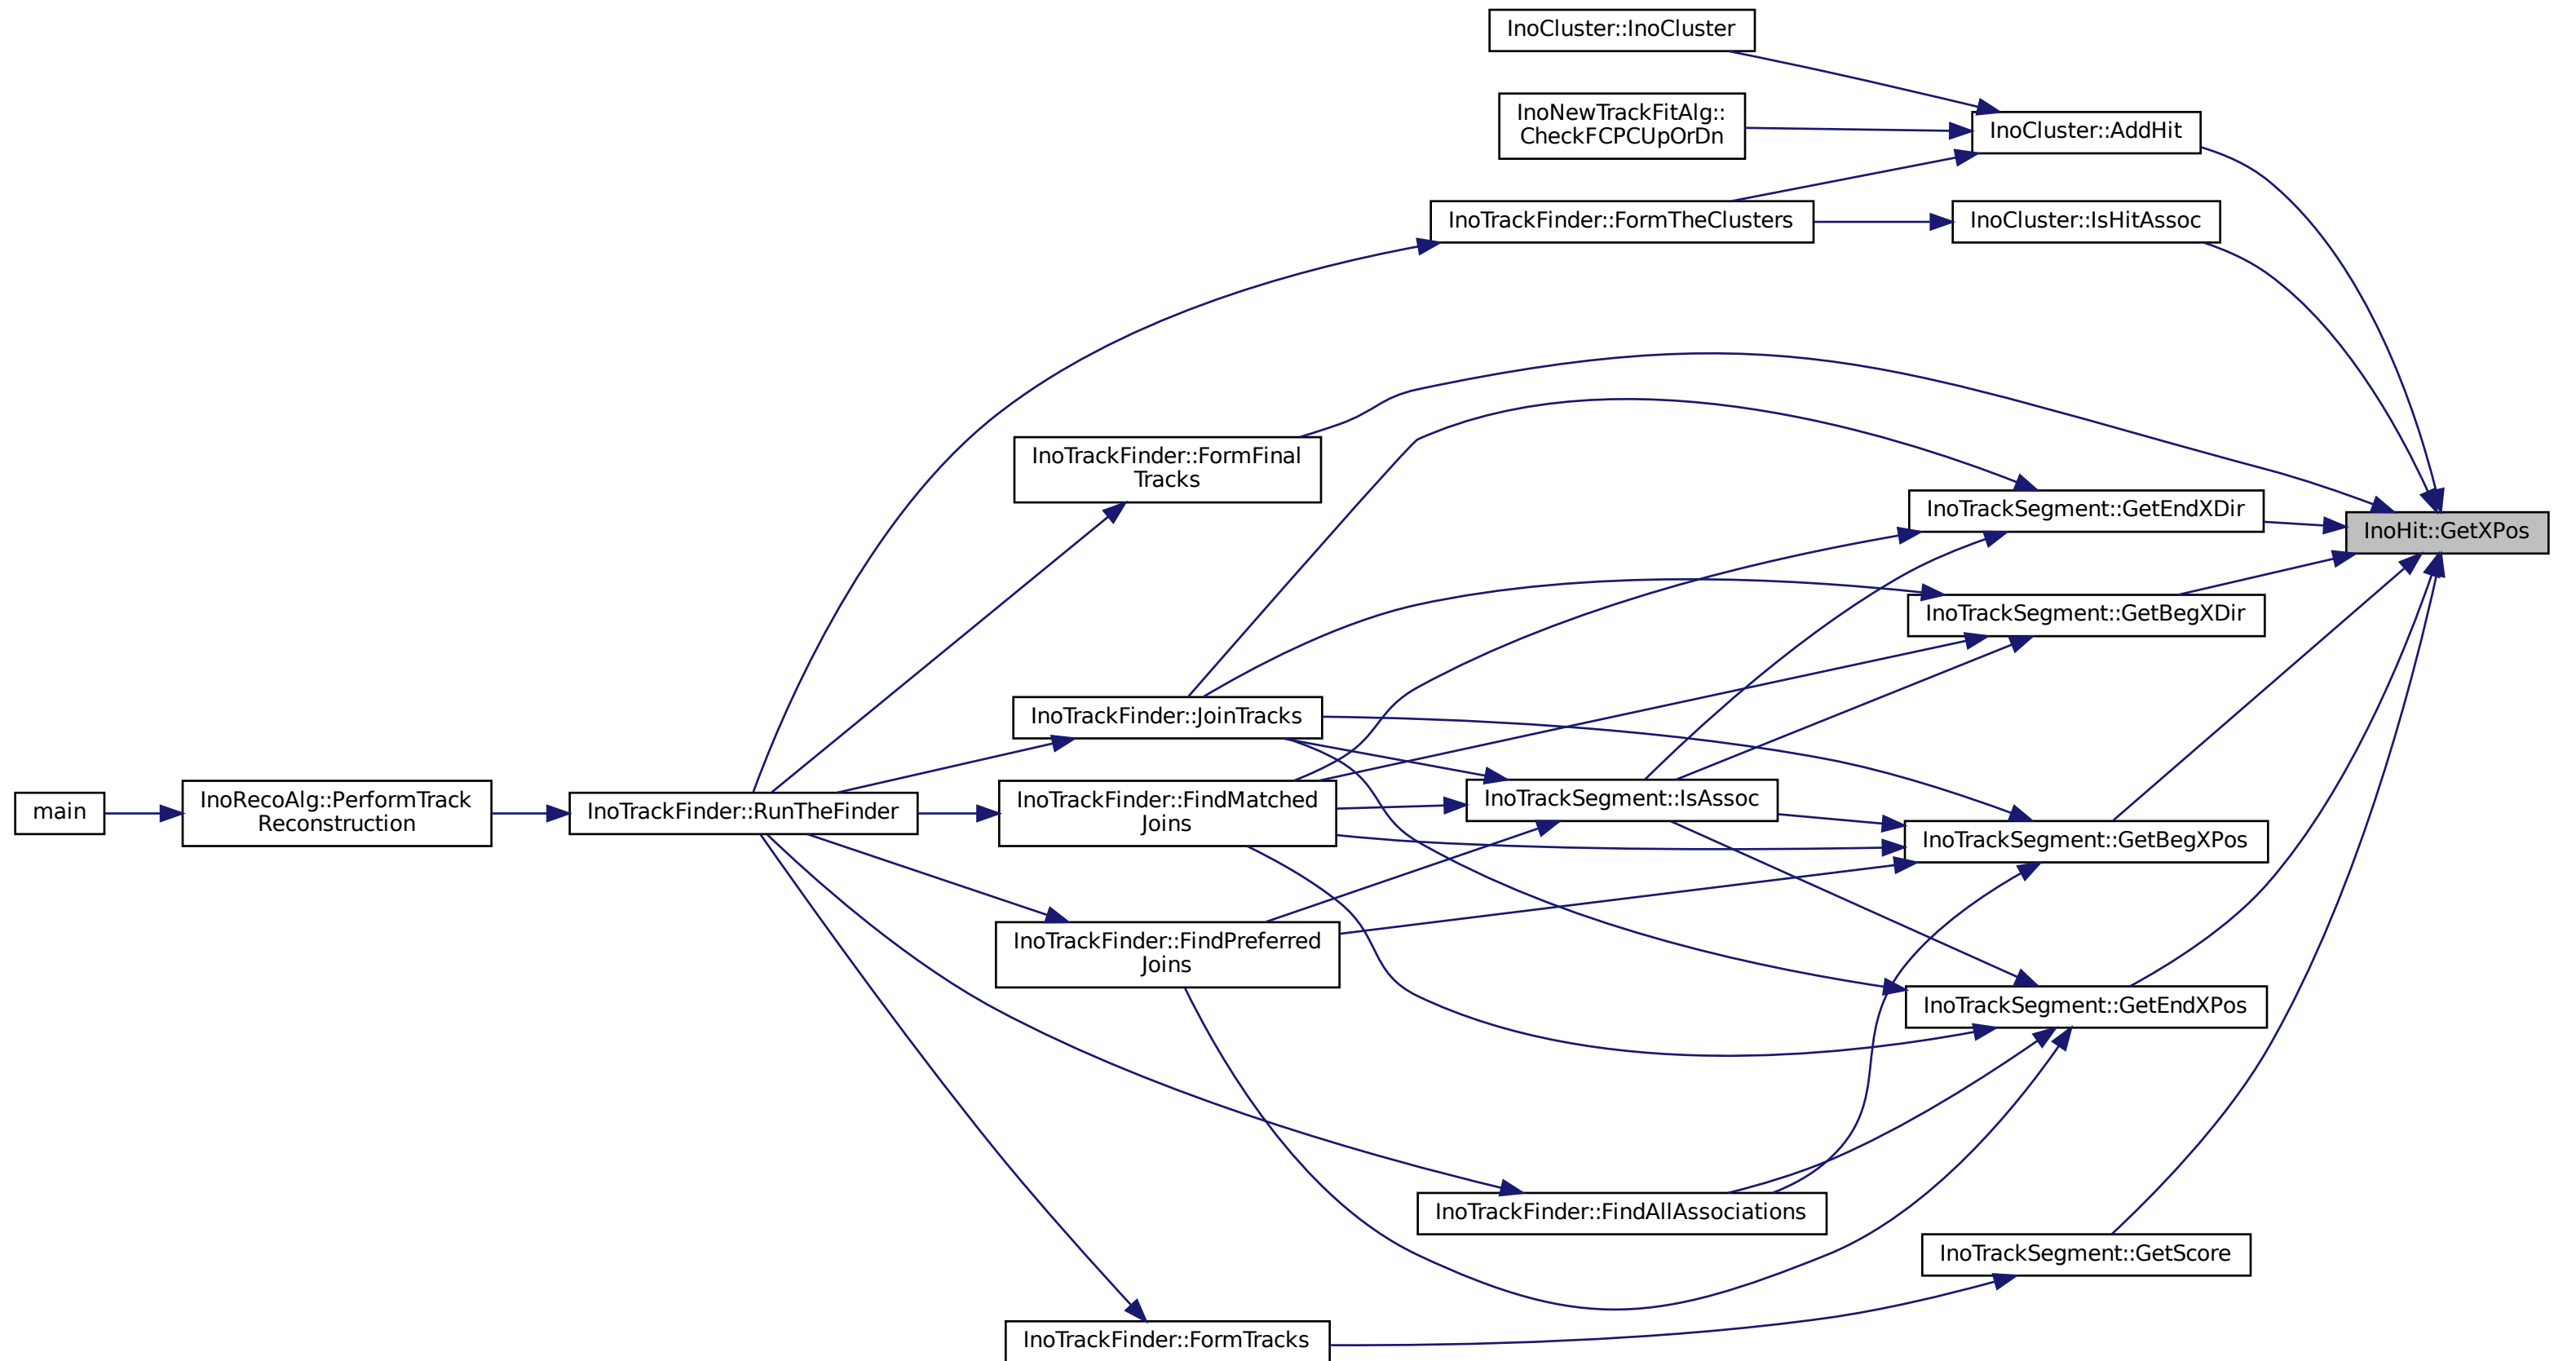 InoCluster::InoCluster
InoNewTrackFitAlg::
CheckFCPCUpOrDn
InoCluster::AddHit
InoTrackFinder::FormTheClusters
InoCluster::IsHitAssoc
InoTrackFinder::FormFinal
Tracks
InoTrackSegment::GetEndXDir
InoHit::GetXPos
InoTrackSegment::GetBegXDir
InoTrackFinder::JoinTracks
main
InoRecoAlg::PerformTrack
Reconstruction
InoTrackFinder::RunTheFinder
InoTrackFinder::FindMatched
Joins
InoTrackSegment::IsAssoc
InoTrackSegment::GetBegXPos
InoTrackFinder::FindPreferred
Joins
InoTrackSegment::GetEndXPos
InoTrackFinder::FindAllAssociations
InoTrackSegment::GetScore
InoTrackFinder::FormTracks